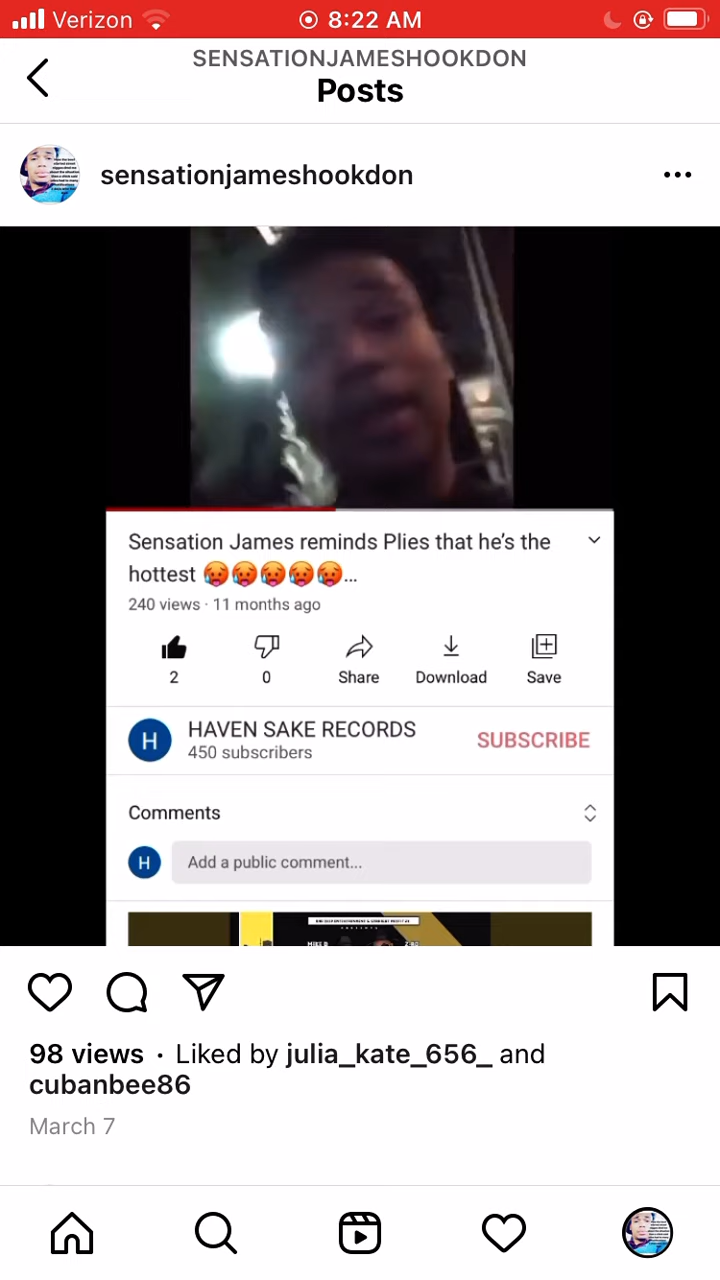 Verizon 8:22 AM
SENSATIONJAMESHOOKDON
Posts
sensationjameshookdon
Sensation James reminds Plies that he's the
hottest 🥵🥵🥵🥵🥵...
240 views · 11 months ago
2 0 Share Download Save
H HAVEN SAKE RECORDS SUBSCRIBE
450 subscribers
Comments
H Add a public comment...
98 views · Liked by julia_kate_656_ and
cubanbee86
March 7